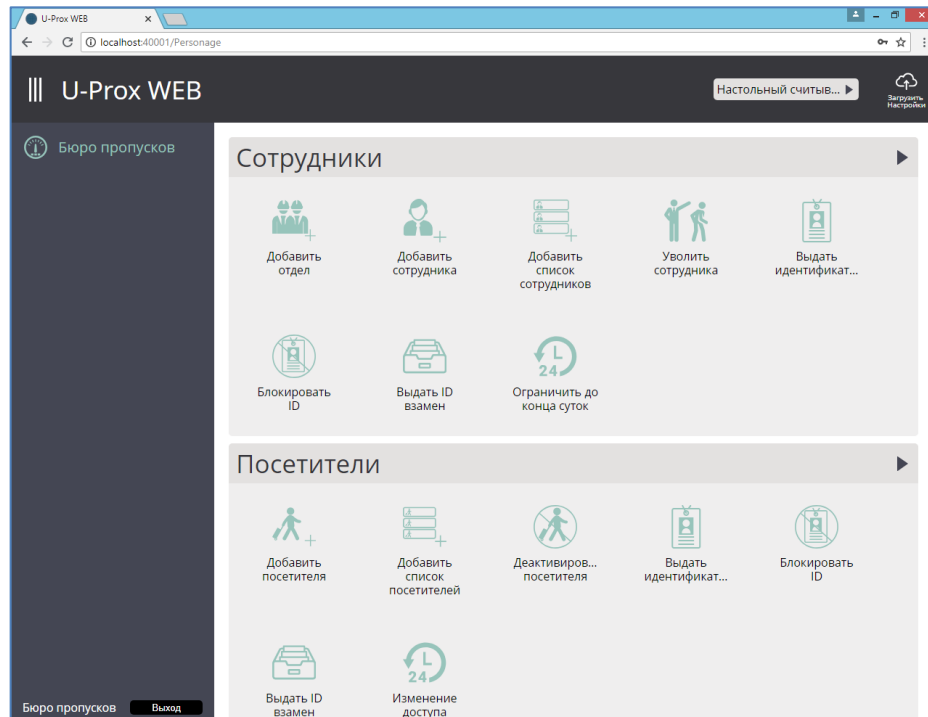 U-Prox WEB
localhost:40001/Personage
U-Prox WEB
Настольный считыв...
Загрузить
Настройки
Бюро пропусков
Сотрудники
Добавить
отдел
Добавить
сотрудника
Добавить
список
сотрудников
Уволить
сотрудника
Выдать
идентификат...
Блокировать
ID
Выдать ID
взамен
24
Ограничить до
конца суток
Посетители
Добавить
посетителя
Добавить
список
посетителей
Деактивиров...
посетителя
Выдать
идентификат...
Блокировать
ID
Выдать ID
взамен
24
Изменение
доступа
Бюро пропусков
Выход